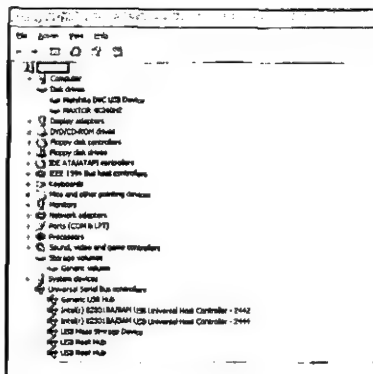 File Action View Help
Computer
Disk drives
Matshita DVC USB Device
MAXTOR
Display adapters
DVD/CD-ROM drives
Floppy disk controllers
Floppy disk drives
IDE ATA/ATAPI controllers
IEEE 1394 Bus host controllers
Keyboards
Mice and other pointing devices
Monitors
Network adapters
Ports (COM & LPT)
Processors
Sound, video and game controllers
Storage volumes
Generic volume
System devices
Universal Serial Bus controllers
Generic USB Hub
Intel(r) 82801BA/BAM USB Universal Host Controller - 2442
Intel(r) 82801BA/BAM USB Universal Host Controller - 2444
USB Mass Storage Device
USB Root Hub
USB Root Hub